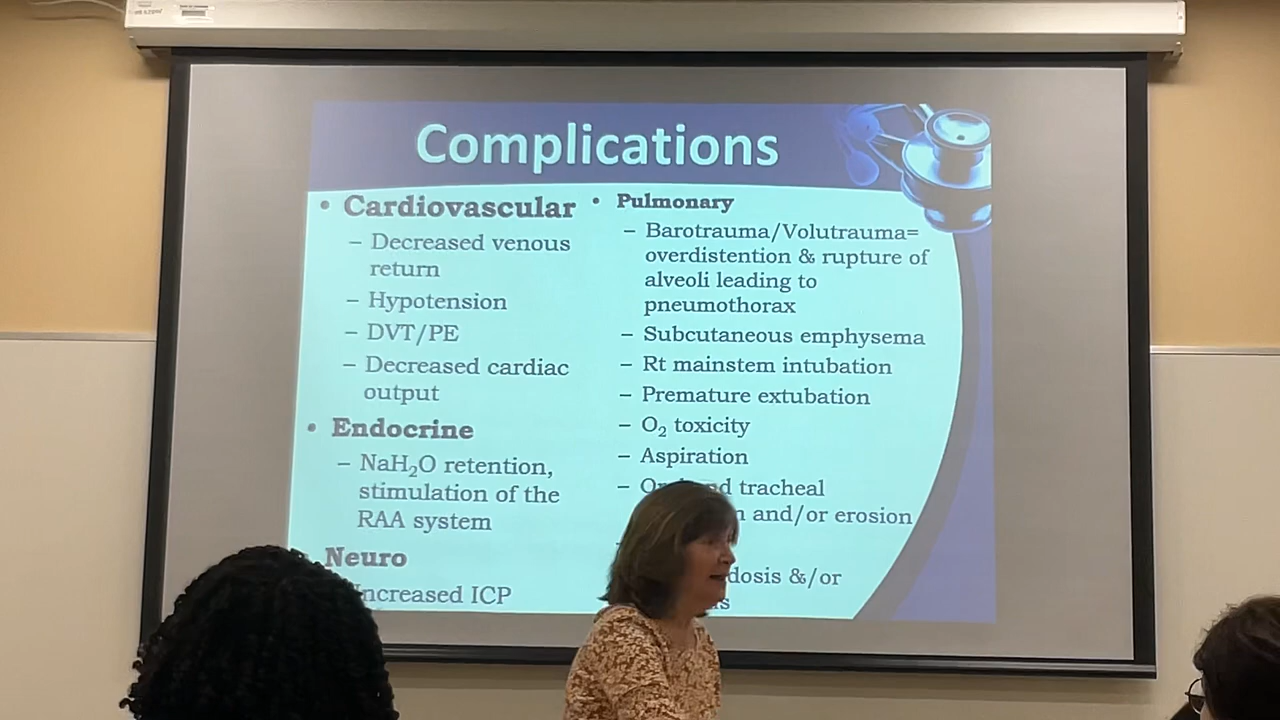 Complications
• Cardiovascular
– Decreased venous
return
– Hypotension
– DVT/PE
– Decreased cardiac
output
• Endocrine
– NaH₂O retention,
stimulation of the
RAA system
Neuro
ncreased ICP
• Pulmonary
– Barotrauma/Volutrauma=
overdistention & rupture of
alveoli leading to
pneumothorax
– Subcutaneous emphysema
– Rt mainstem intubation
– Premature extubation
– O₂ toxicity
– Aspiration
– tracheal
and/or erosion
&/or